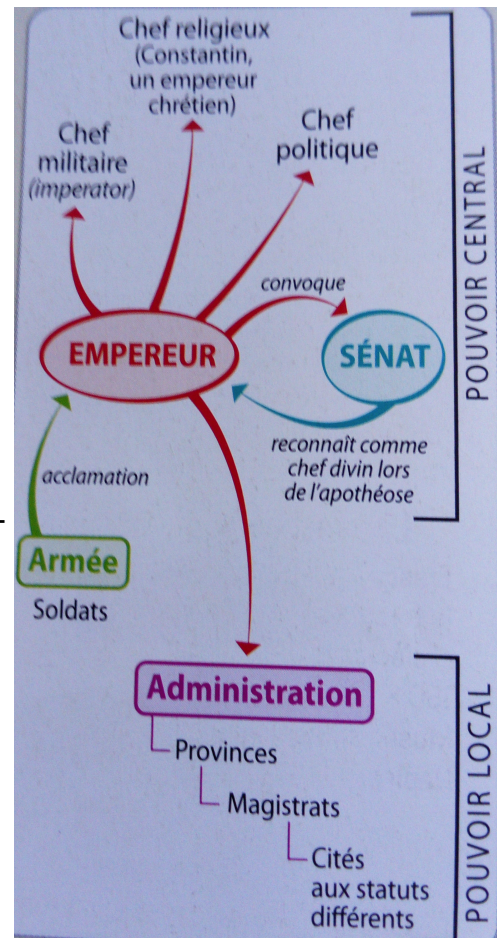 Chef religieux
(Constantin,
un empereur
chrétien)
Chef
militaire
(imperator)
Chef
politique
convoque
EMPEREUR
SÉNAT
reconnaît comme
chef divin lors
de l'apothéose
acclamation
Armée
Soldats
POUVOIR CENTRAL
Administration
Provinces
Magistrats
Cités
aux statuts
différents
POUVOIR LOCAL